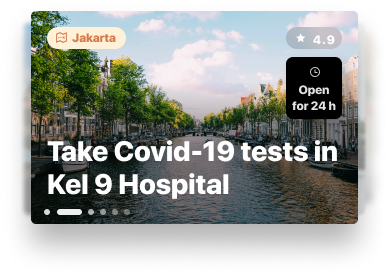 Jakarta
4.9
Open
for 24 h
Take Covid-19 tests in
Kel 9 Hospital